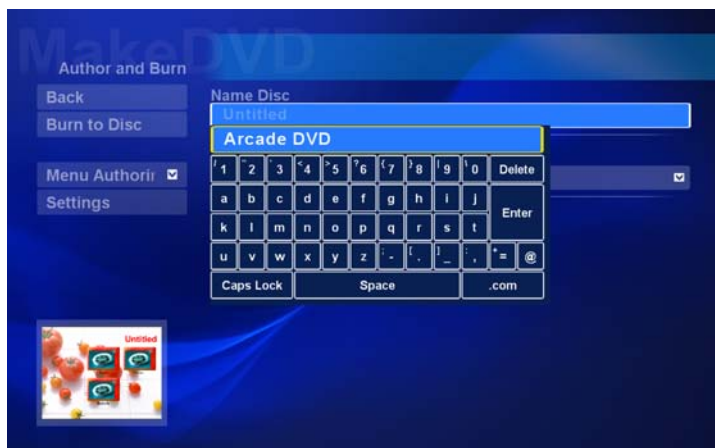 MakeDVD
Author and Burn
Back
Burn to Disc
Menu Authorir
Settings
Name Disc
Untitled
Arcade DVD
1 2 3 < 4 > 5 ? 6 { 7 } 8 | 9 \ 0 Delete
a b c d e f g h i j
Enter
k l m n o p q r s t
u v w x y z - [ . ] _ , + = @
Caps Lock Space .com
Untitled